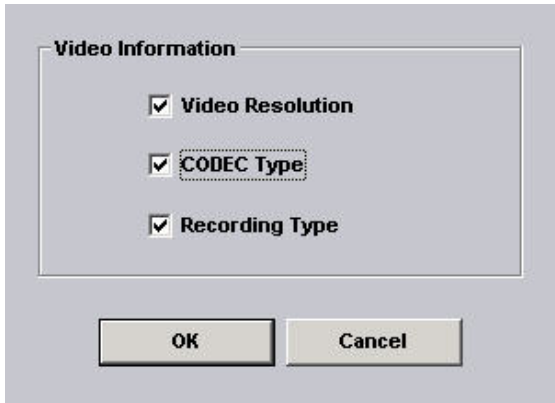 Video Information
Video Resolution
CODEC Type
Recording Type
OK Cancel